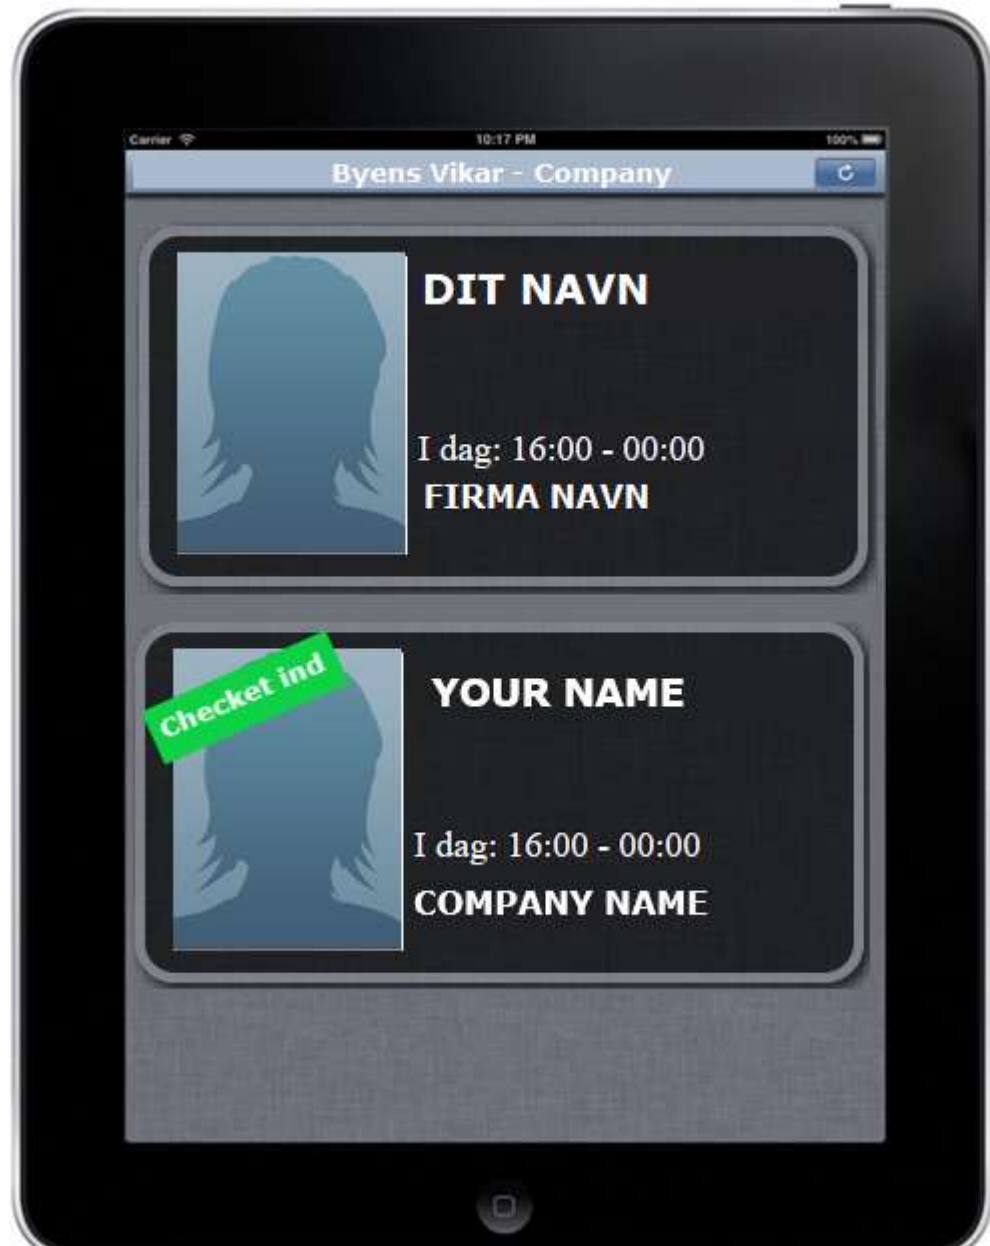 Carrier 10:17 PM 100%
Byens Vikar - Company
DIT NAVN
I dag: 16:00 - 00:00
FIRMA NAVN
Checket ind
YOUR NAME
I dag: 16:00 - 00:00
COMPANY NAME